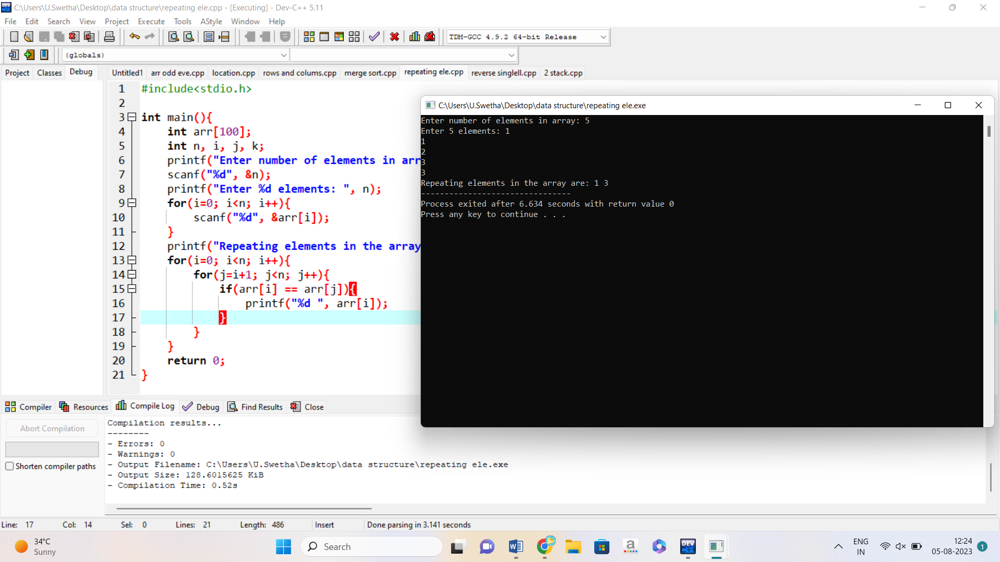 C:\Users\U.Swetha\Desktop\data structure\repeating ele.cpp - [Executing] - Dev-C++ 5.11
File Edit Search View Project Execute Tools AStyle Window Help
TDM-GCC 4.9.2 64-bit Release
(globals)
Project Classes Debug
Untitled1 arr odd eve.cpp location.cpp rows and colums.cpp merge sort.cpp repeating ele.cpp reverse singlell.cpp 2 stack.cpp
1 #include<stdio.h>
2
3 int main(){
4 int arr[100];
5 int n, i, j, k;
6 printf("Enter number of elements in arr
7 scanf("%d", &n);
8 printf("Enter %d elements: ", n);
9 for(i=0; i<n; i++){
10 scanf("%d", &arr[i]);
11 }
12 printf("Repeating elements in the array
13 for(i=0; i<n; i++){
14 for(j=i+1; j<n; j++){
15 if(arr[i] == arr[j]){
16 printf("%d ", arr[i]);
17 }
18 }
19 }
20 return 0;
21 }
C:\Users\U.Swetha\Desktop\data structure\repeating ele.exe
Enter number of elements in array: 5
Enter 5 elements: 1
1
2
3
3
Repeating elements in the array are: 1 3
--------------------------------
Process exited after 6.634 seconds with return value 0
Press any key to continue . . .
Compiler Resources Compile Log Debug Find Results Close
Abort Compilation
Shorten compiler paths
Compilation results...
--------
- Errors: 0
- Warnings: 0
- Output Filename: C:\Users\U.Swetha\Desktop\data structure\repeating ele.exe
- Output Size: 128.6015625 KiB
- Compilation Time: 0.52s
Line: 17 Col: 14 Sel: 0 Lines: 21 Length: 486 Insert Done parsing in 3.141 seconds
34°C
Sunny
Search
DEV
a
ENG
IN
12:24
05-08-2023
1